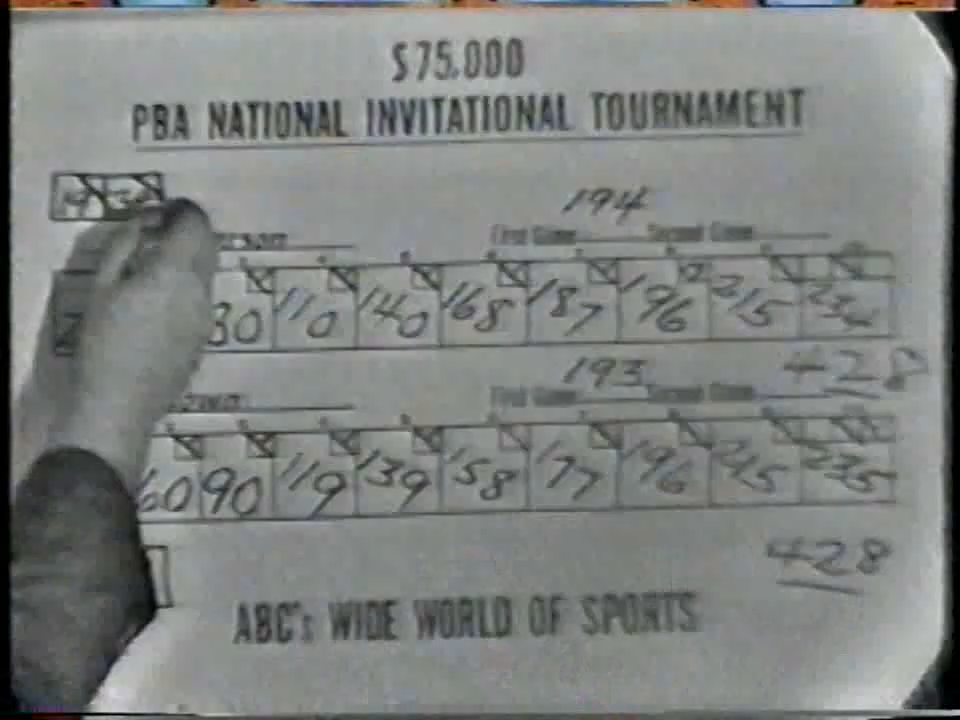 $75,000
PBA NATIONAL INVITATIONAL TOURNAMENT
19
194
First Game Second Game
80 110 140 168 187 196 215 234
428
193
First Game Second Game
60 90 119 139 158 177 196 215 235
428
ABC's WIDE WORLD OF SPORTS